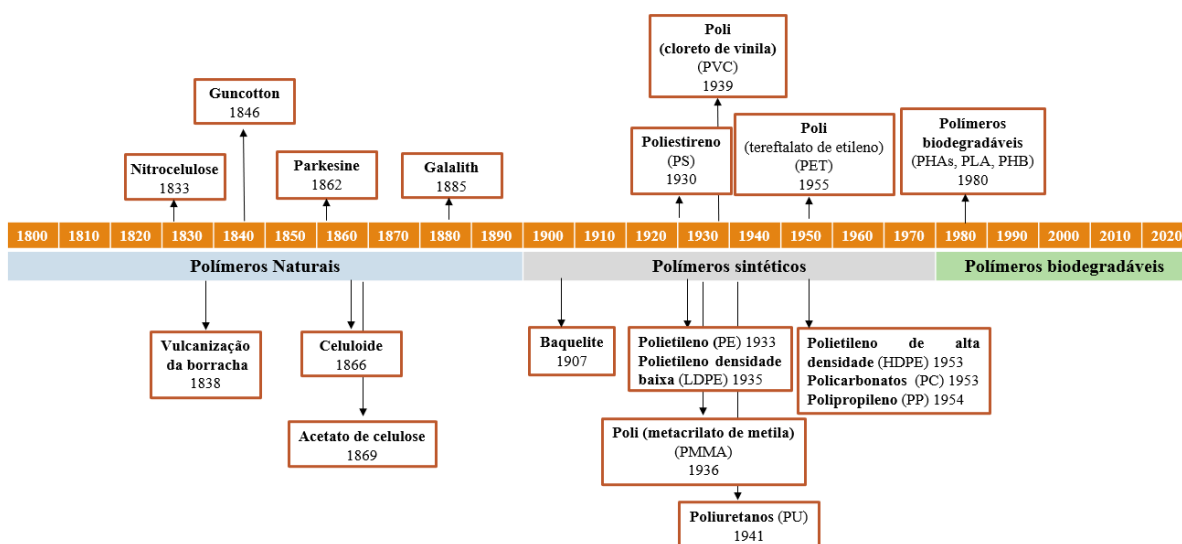 Poli
(cloreto de vinila)
(PVC)
1939
Guncotton
1846
Nitrocelulose
1833
Parkesine
1862
Galalith
1885
Poliestireno
(PS)
1930
Poli
(tereftalato de etileno)
(PET)
1955
Polímeros
biodegradáveis
(PHAs, PLA, PHB)
1980
1800 1810 1820 1830 1840 1850 1860 1870 1880 1890 1900 1910 1920 1930 1940 1950 1960 1970 1980 1990 2000 2010 2020
Polímeros Naturais Polímeros sintéticos Polímeros biodegradáveis
Vulcanização
da borracha
1838
Celuloide
1866
Acetato de celulose
1869
Baquelite
1907
Polietileno (PE) 1933
Polietileno densidade
baixa (LDPE) 1935
Polietileno de alta
densidade (HDPE) 1953
Policarbonatos (PC) 1953
Polipropileno (PP) 1954
Poli (metacrilato de metila)
(PMMA)
1936
Poliuretanos (PU)
1941